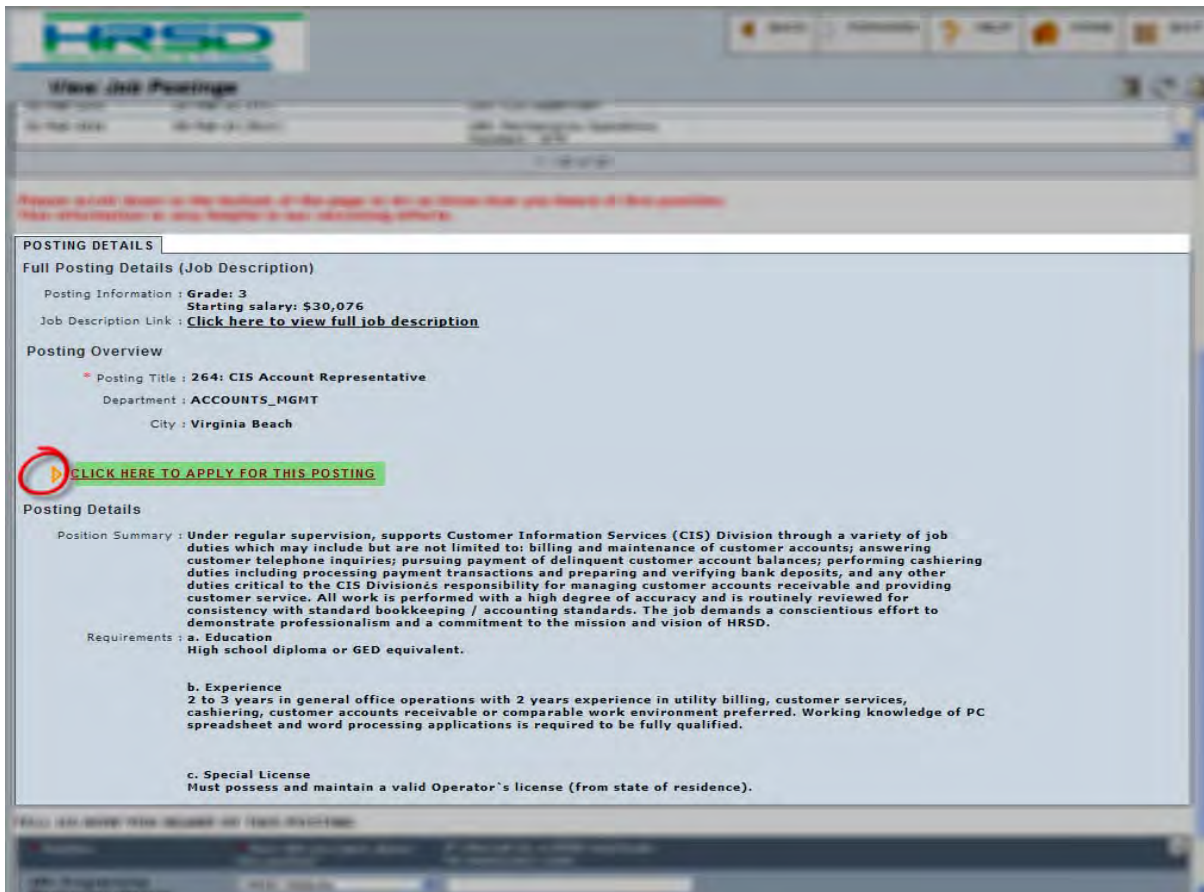 HRSD
View Job Postings
POSTING DETAILS
Full Posting Details (Job Description)
Posting Information : Grade: 3
Starting salary: $30,076
Job Description Link : Click here to view full job description
Posting Overview
* Posting Title : 264: CIS Account Representative
Department : ACCOUNTS_MGMT
City : Virginia Beach
CLICK HERE TO APPLY FOR THIS POSTING
Posting Details
Position Summary : Under regular supervision, supports Customer Information Services (CIS) Division through a variety of job
duties which may include but are not limited to: billing and maintenance of customer accounts; answering
customer telephone inquiries; pursuing payment of delinquent customer account balances; performing cashiering
duties including processing payment transactions and preparing and verifying bank deposits, and any other
duties critical to the CIS Division¿s responsibility for managing customer accounts receivable and providing
customer service. All work is performed with a high degree of accuracy and is routinely reviewed for
consistency with standard bookkeeping / accounting standards. The job demands a conscientious effort to
demonstrate professionalism and a commitment to the mission and vision of HRSD.
Requirements : a. Education
High school diploma or GED equivalent.
b. Experience
2 to 3 years in general office operations with 2 years experience in utility billing, customer services,
cashiering, customer accounts receivable or comparable work environment preferred. Working knowledge of PC
spreadsheet and word processing applications is required to be fully qualified.
c. Special License
Must possess and maintain a valid Operator`s license (from state of residence).